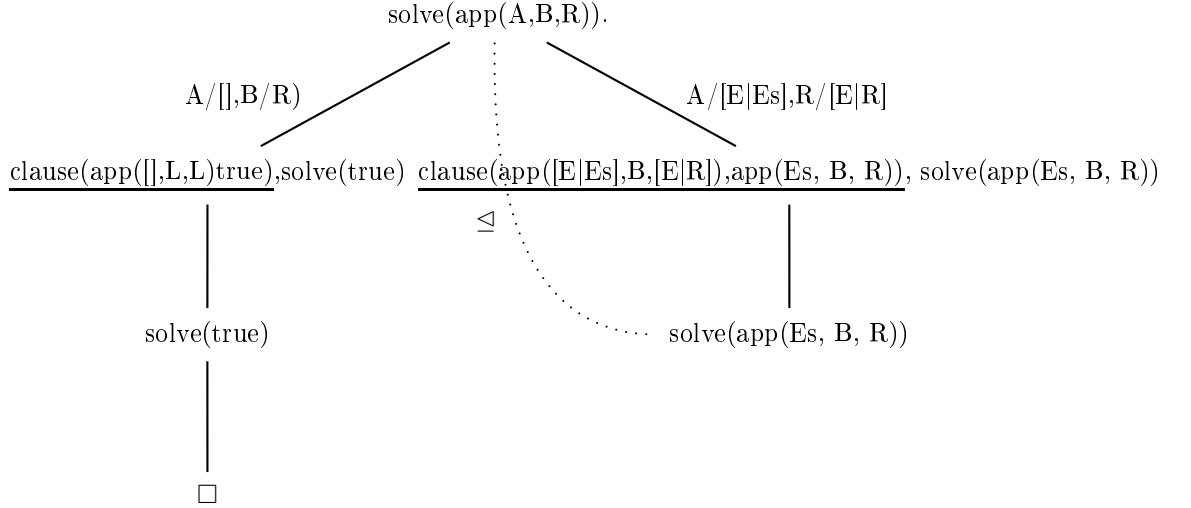 solve(app(A,B,R)).
A/[],B/R)
A/[E|Es],R/[E|R]
clause(app([],L,L)true),solve(true)
clause(app([E|Es],B,[E|R]),app(Es, B, R)), solve(app(Es, B, R))
⊴
solve(true)
solve(app(Es, B, R))
□